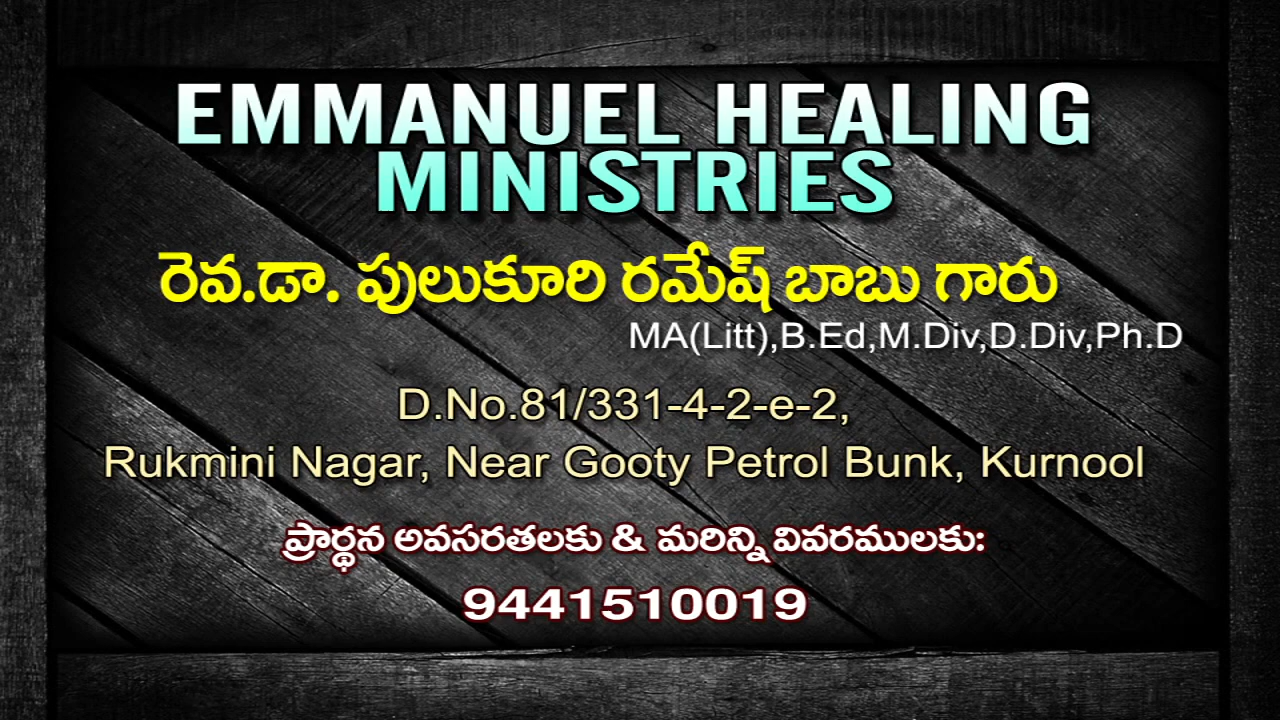 EMMANUEL HEALING
MINISTRIES
రెవ.డా. పులుకూరి రమేష్ బాబు గారు
MA(Litt),B.Ed,M.Div,D.Div,Ph.D
D.No.81/331-4-2-e-2,
Rukmini Nagar, Near Gooty Petrol Bunk, Kurnool
ప్రార్థన అవసరతలకు & మరిన్ని వివరములకు:
9441510019